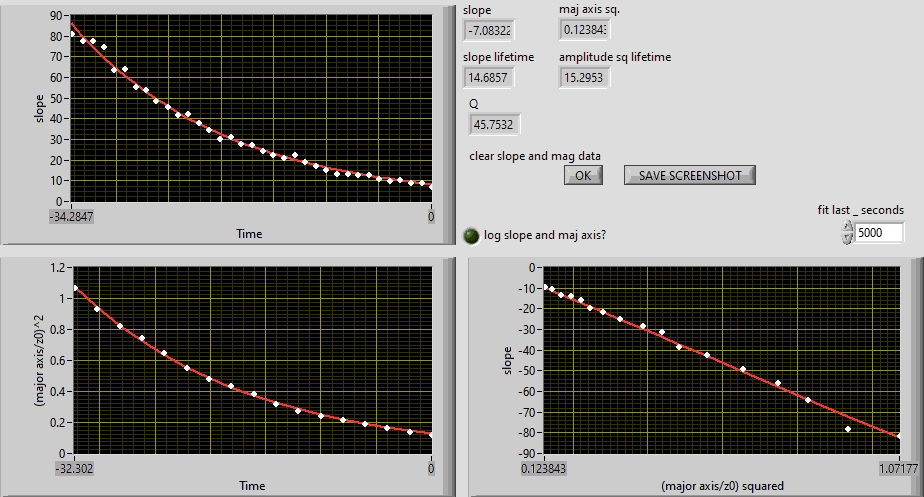 slope
-7.08322
maj axis sq.
0.123843
slope lifetime
14.6857
amplitude sq lifetime
15.2953
Q
45.7532
clear slope and mag data
OK
SAVE SCREENSHOT
log slope and maj axis?
fit last _ seconds
5000
90
80
70
60
50
40
30
20
10
0
slope
-34.2847
0
Time
1.2
1
0.8
0.6
0.4
0.2
0
(major axis/z0)^2
-32.302
0
Time
0
-10
-20
-30
-40
-50
-60
-70
-80
-90
slope
0.123843
1.07177
(major axis/z0) squared